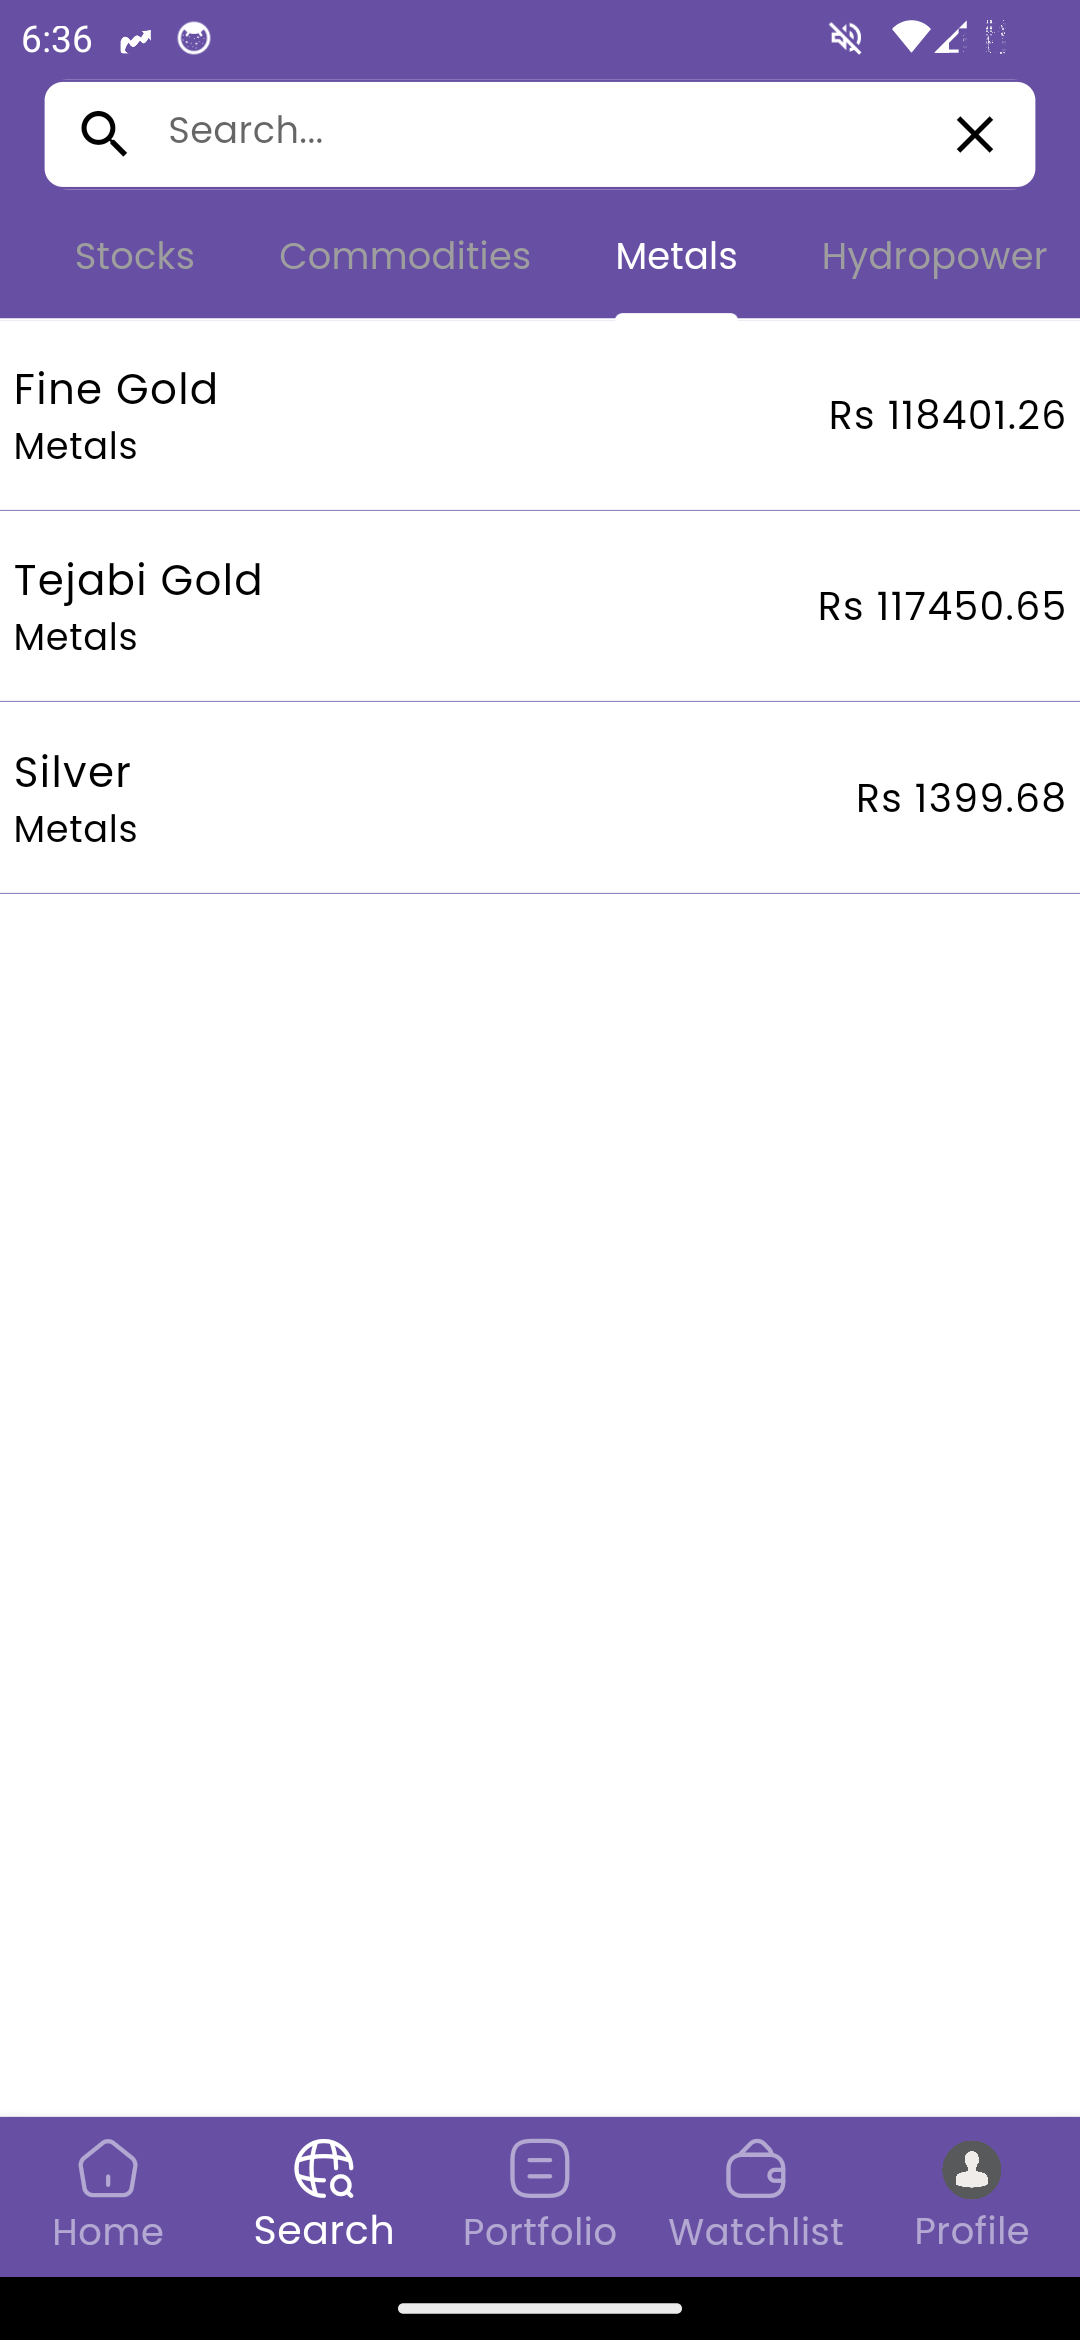 6:36
Search...
Stocks Commodities Metals Hydropower
Fine Gold
Metals
Rs 118401.26
Tejabi Gold
Metals
Rs 117450.65
Silver
Metals
Rs 1399.68
Home Search Portfolio Watchlist Profile